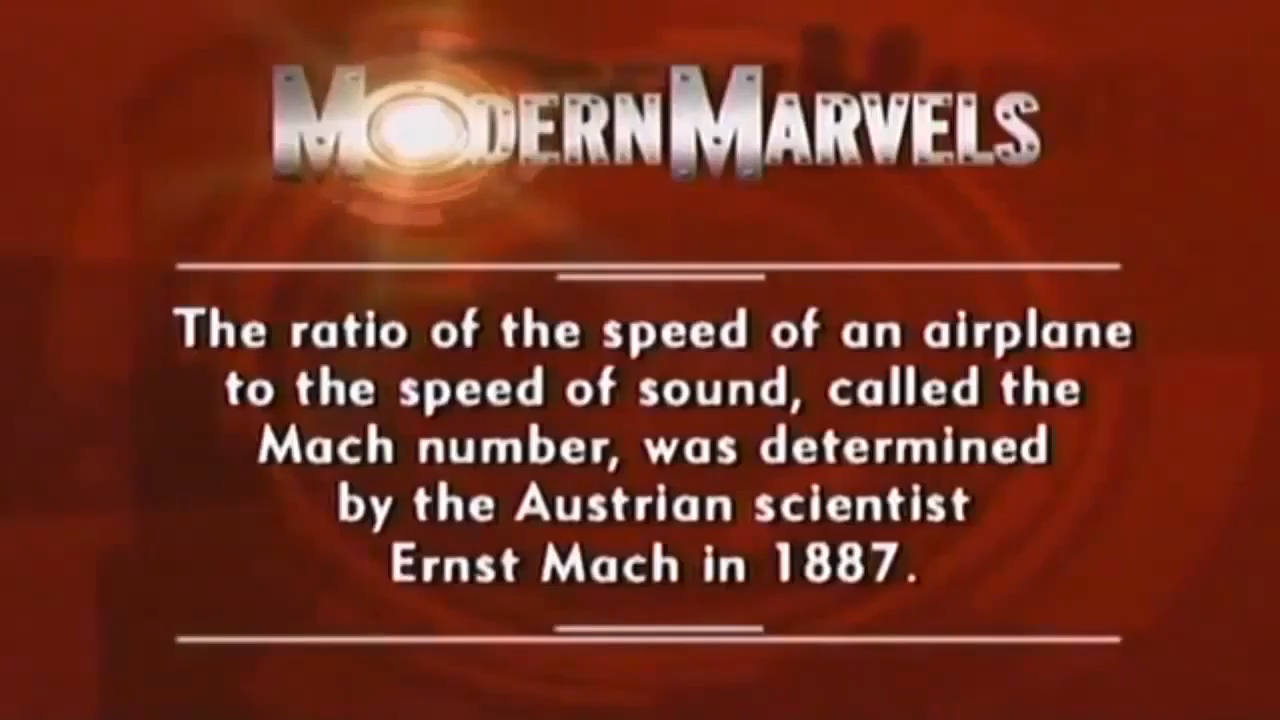 MODERN MARVELS
The ratio of the speed of an airplane
to the speed of sound, called the
Mach number, was determined
by the Austrian scientist
Ernst Mach in 1887.